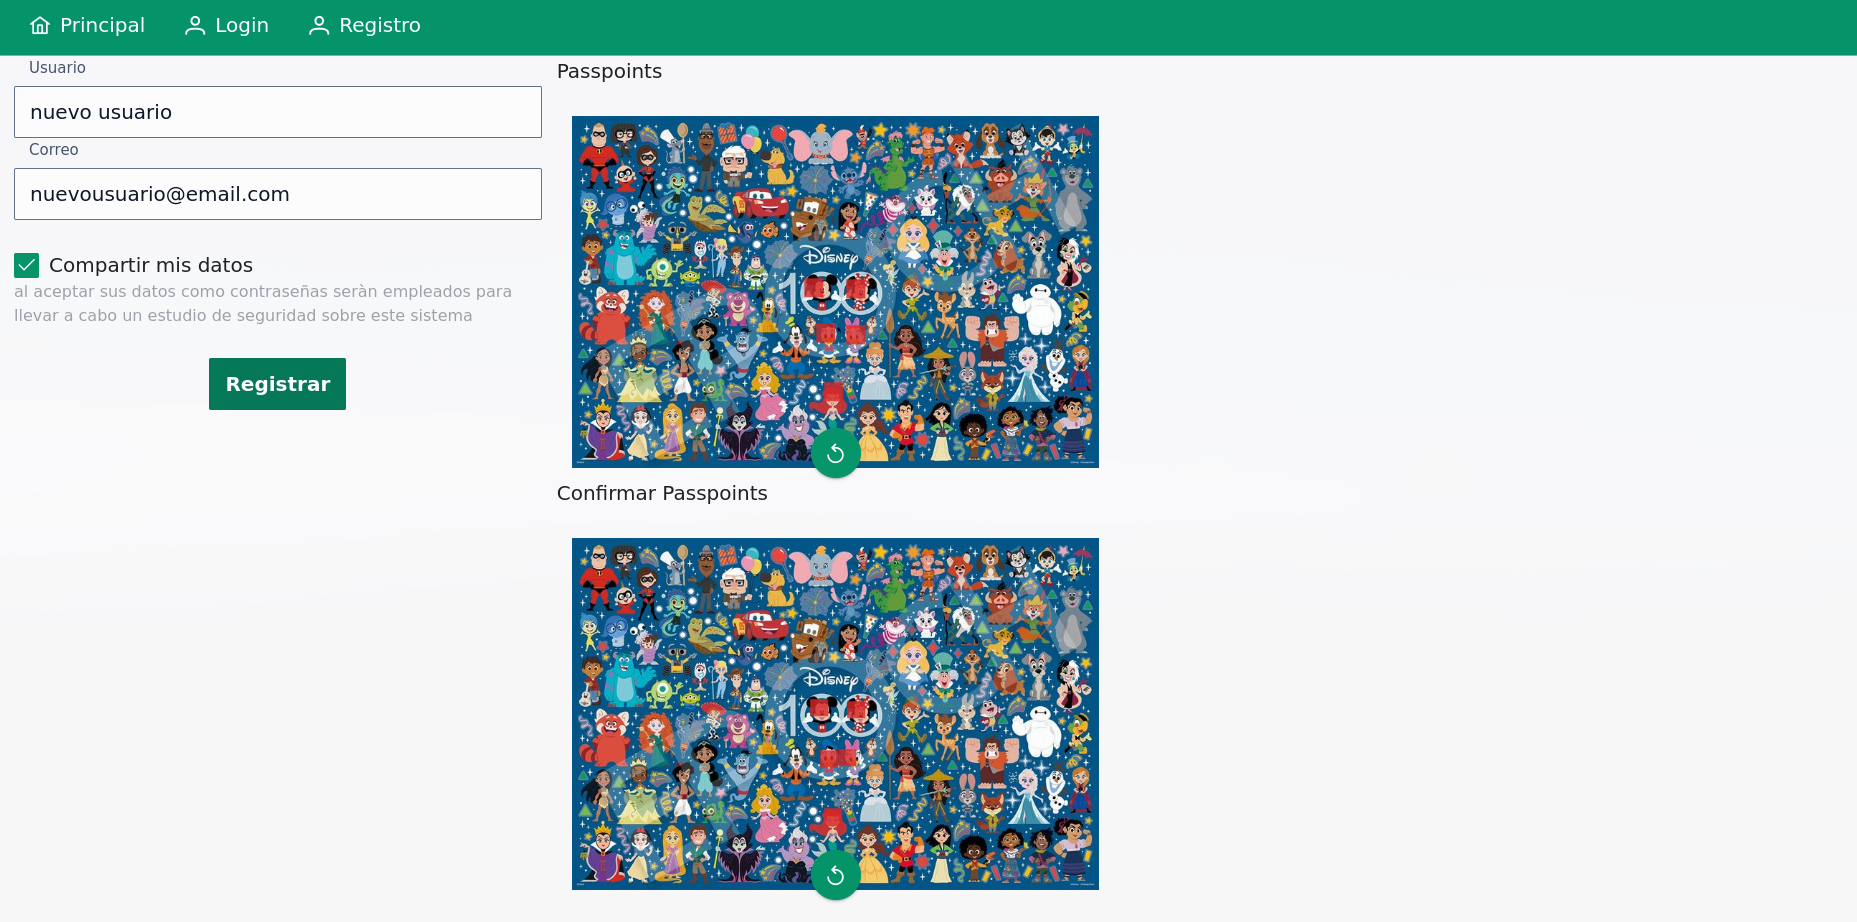 Principal
Login
Registro
Usuario
nuevo usuario
Correo
nuevousuario@email.com
Compartir mis datos
al aceptar sus datos como contraseñas seràn empleados para
llevar a cabo un estudio de seguridad sobre este sistema
Registrar
Passpoints
Disney
100
Confirmar Passpoints
Disney
100